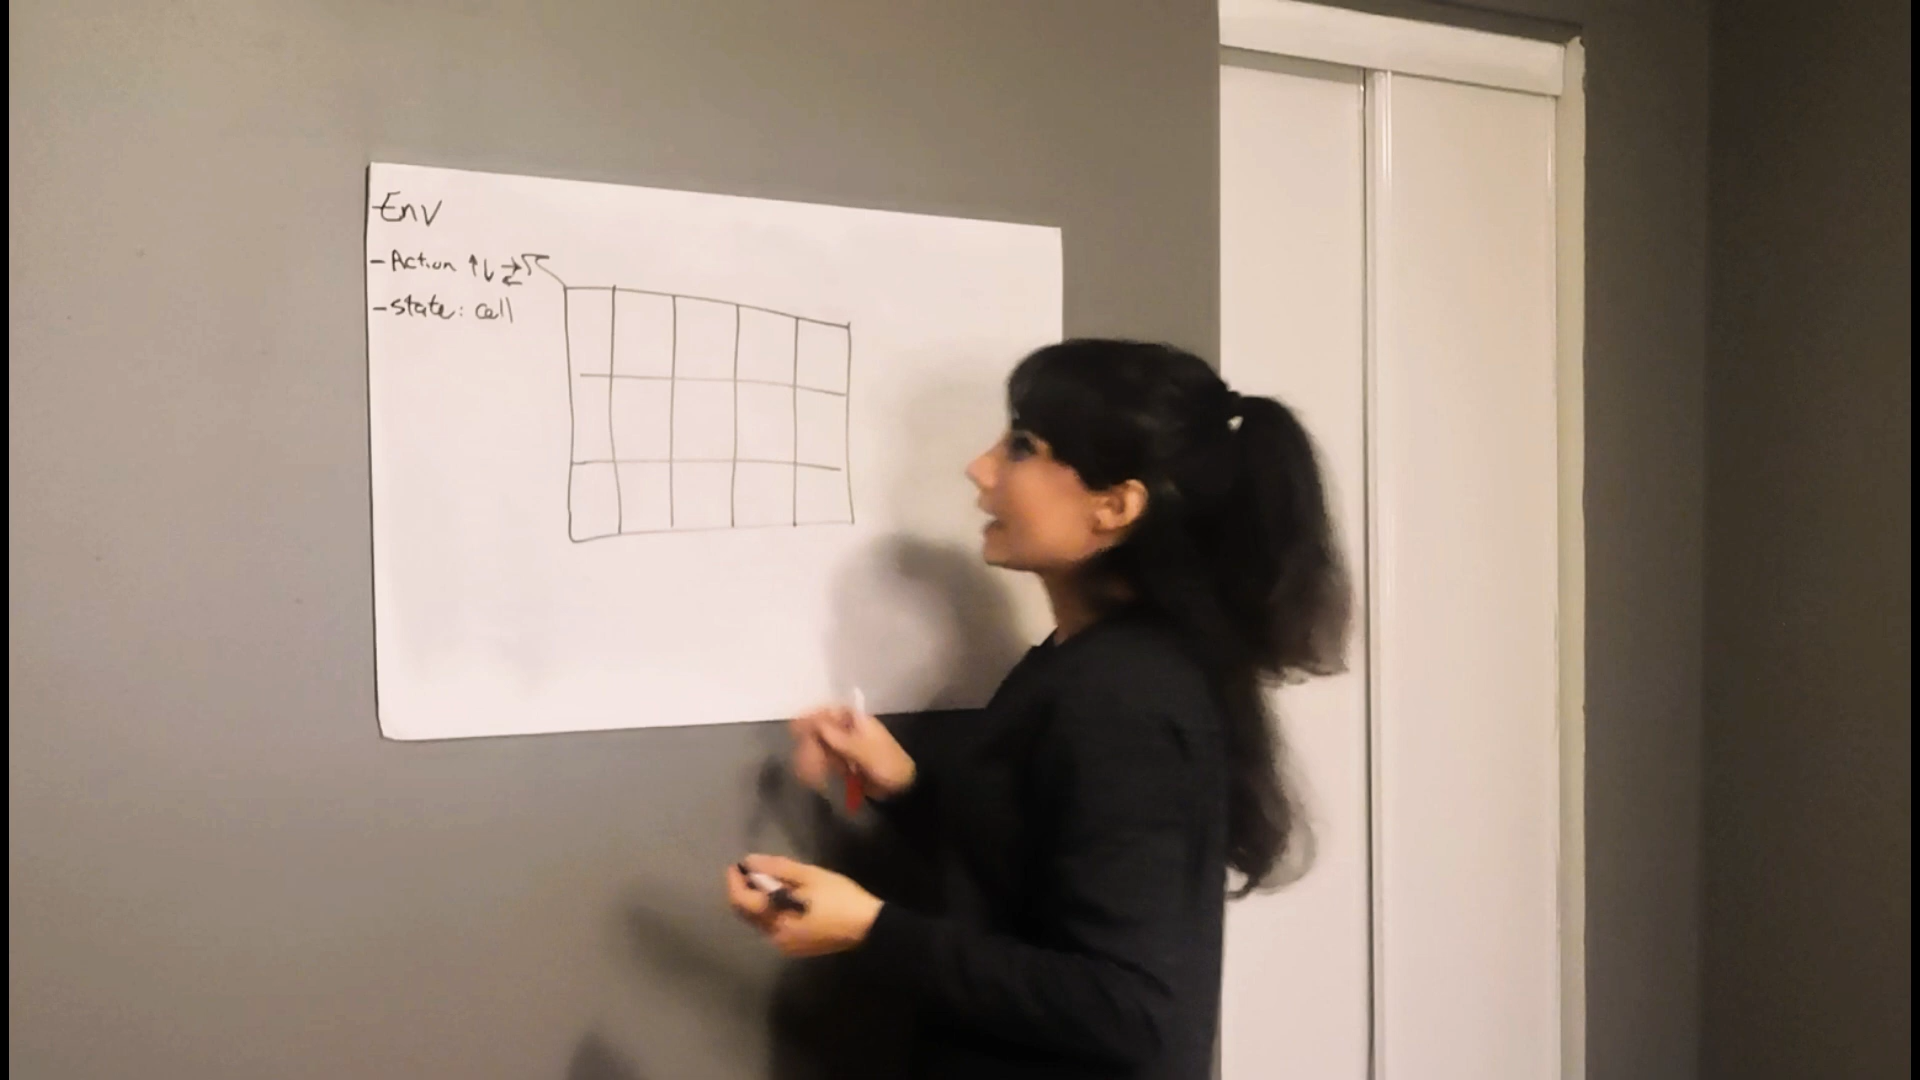 Env
- Action ↑↓→←↖
- state: cell